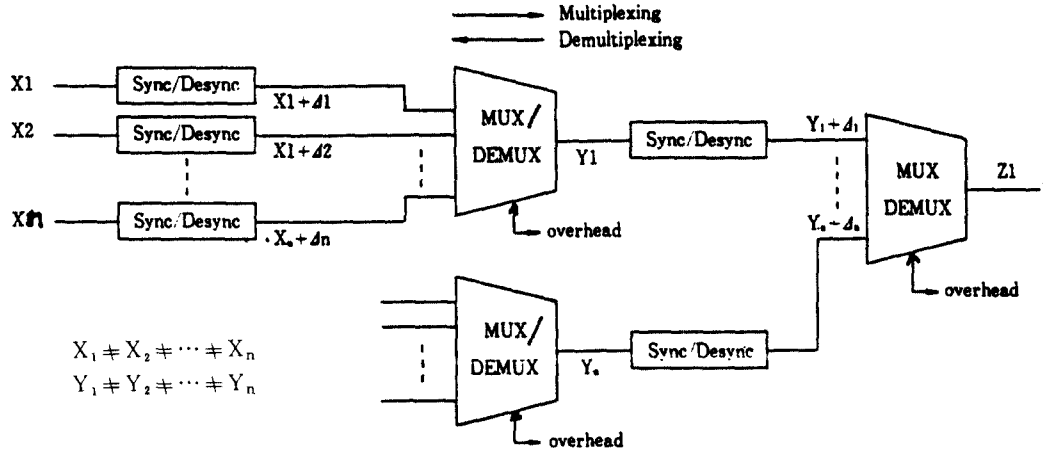 Multiplexing
Demultiplexing
X1
Sync/Desync
X1+Δ1
X2
Sync/Desync
X1+Δ2
Xn
Sync/Desync
Xn+Δn
MUX/
DEMUX
overhead
Y1
Sync/Desync
Y1+Δ1
Yn+Δn
MUX
DEMUX
Z1
overhead
MUX/
DEMUX
overhead
Yn
Sync/Desync
X₁ ≠ X₂ ≠ ⋯ ≠ Xₙ
Y₁ ≠ Y₂ ≠ ⋯ ≠ Yₙ